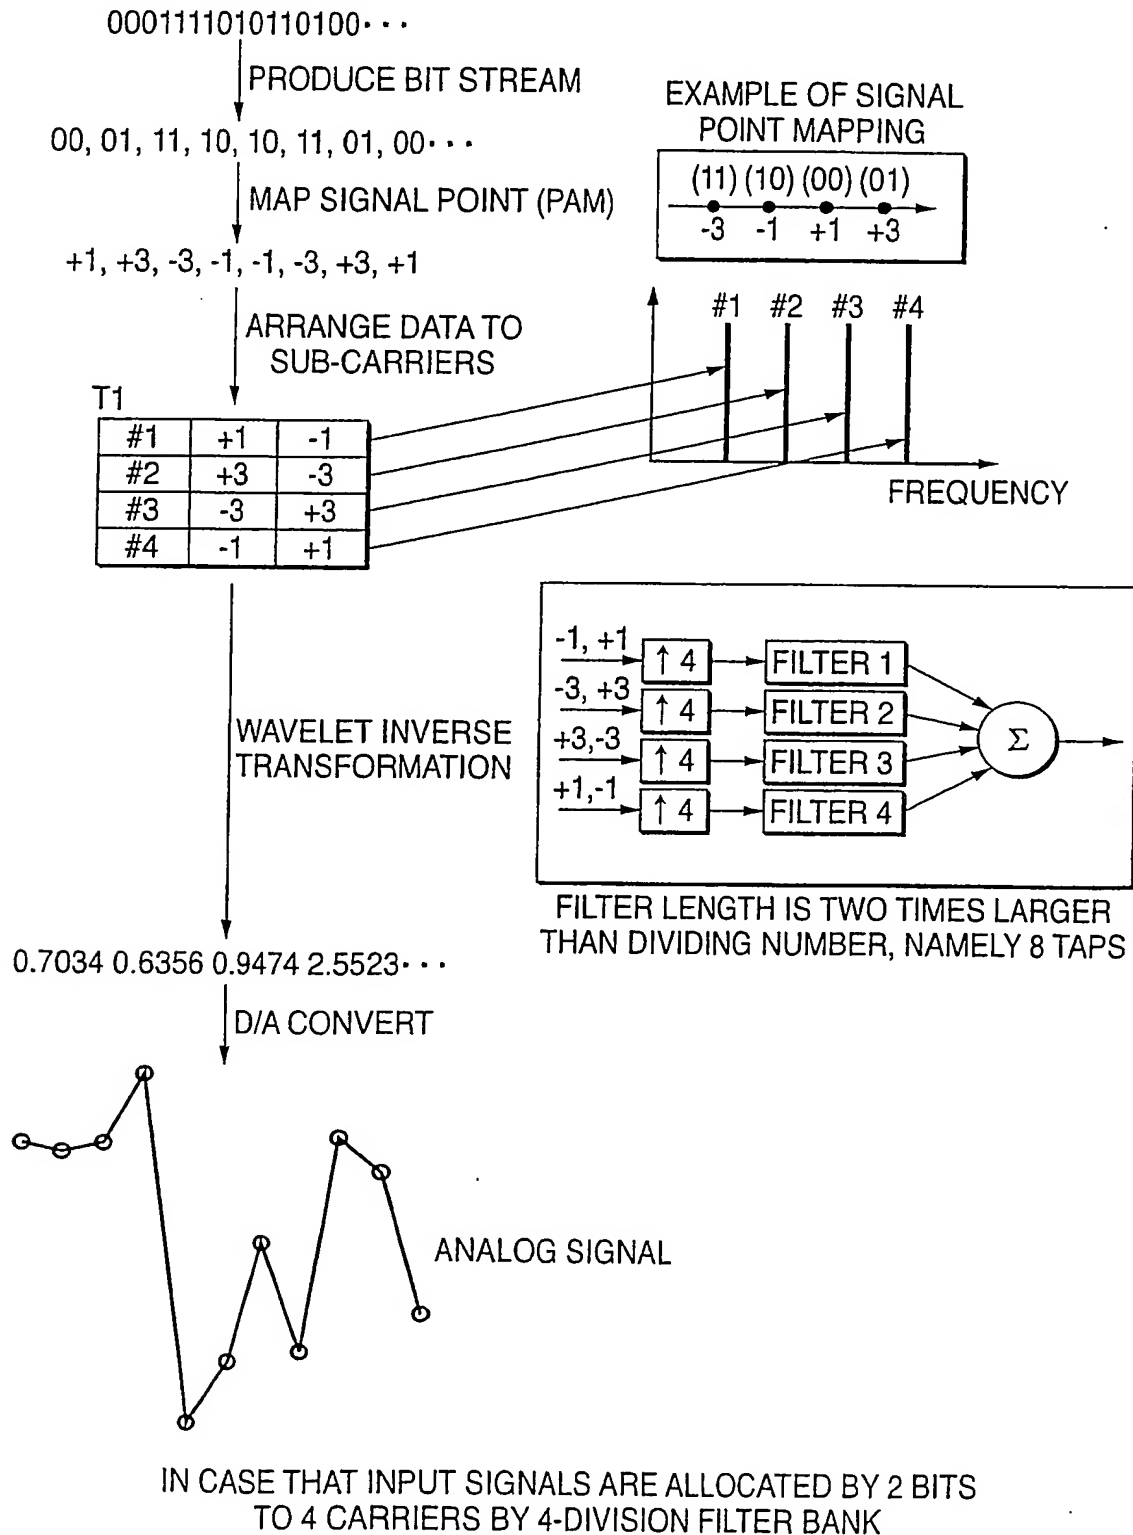 0001111010110100···
PRODUCE BIT STREAM
00, 01, 11, 10, 10, 11, 01, 00···
MAP SIGNAL POINT (PAM)
+1, +3, -3, -1, -1, -3, +3, +1
ARRANGE DATA TO
SUB-CARRIERS
EXAMPLE OF SIGNAL
POINT MAPPING
(11) (10) (00) (01)
-3 -1 +1 +3
#1 #2 #3 #4
FREQUENCY
T1
#1 +1 -1
#2 +3 -3
#3 -3 +3
#4 -1 +1
WAVELET INVERSE
TRANSFORMATION
-1, +1 ↑ 4 FILTER 1
-3, +3 ↑ 4 FILTER 2
+3,-3 ↑ 4 FILTER 3
+1,-1 ↑ 4 FILTER 4
Σ
FILTER LENGTH IS TWO TIMES LARGER
THAN DIVIDING NUMBER, NAMELY 8 TAPS
0.7034 0.6356 0.9474 2.5523···
D/A CONVERT
ANALOG SIGNAL
IN CASE THAT INPUT SIGNALS ARE ALLOCATED BY 2 BITS
TO 4 CARRIERS BY 4-DIVISION FILTER BANK